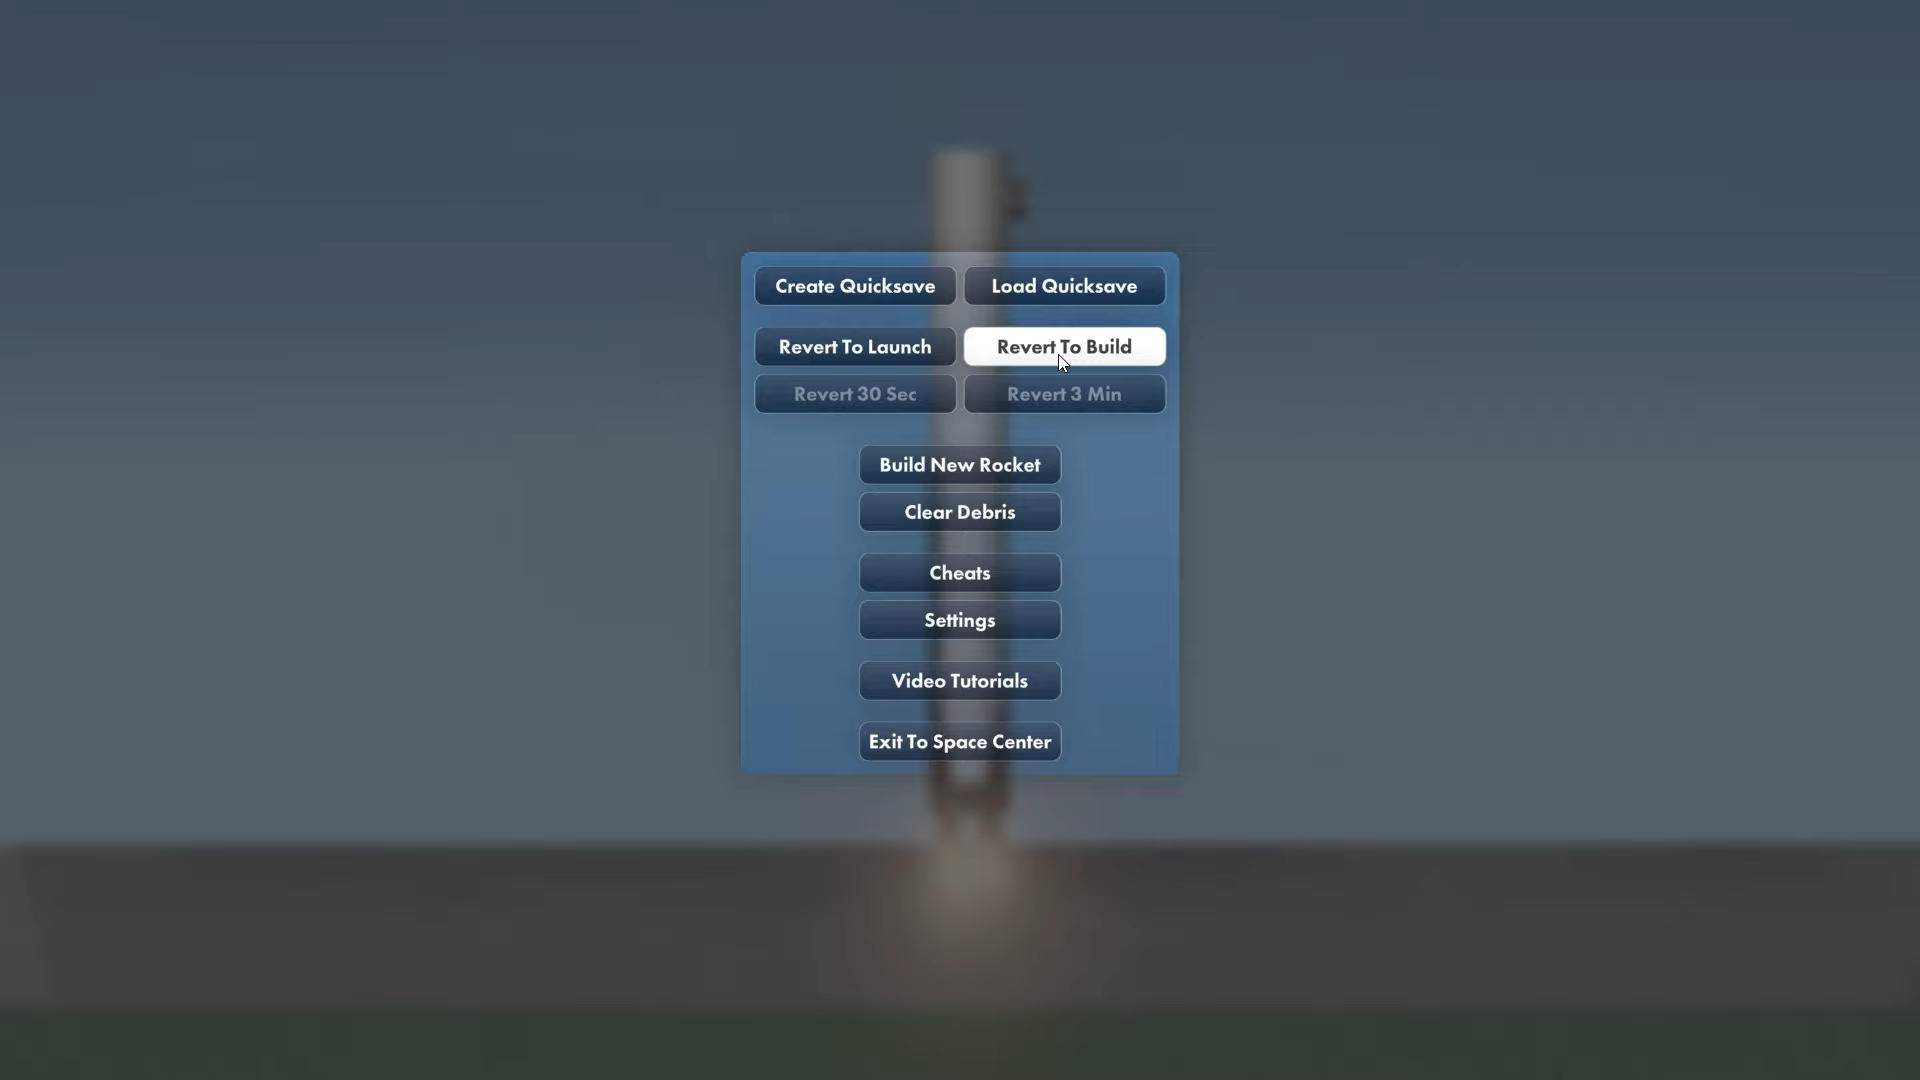 Create Quicksave
Load Quicksave
Revert To Launch
Revert To Build
Revert 30 Sec
Revert 3 Min
Build New Rocket
Clear Debris
Cheats
Settings
Video Tutorials
Exit To Space Center